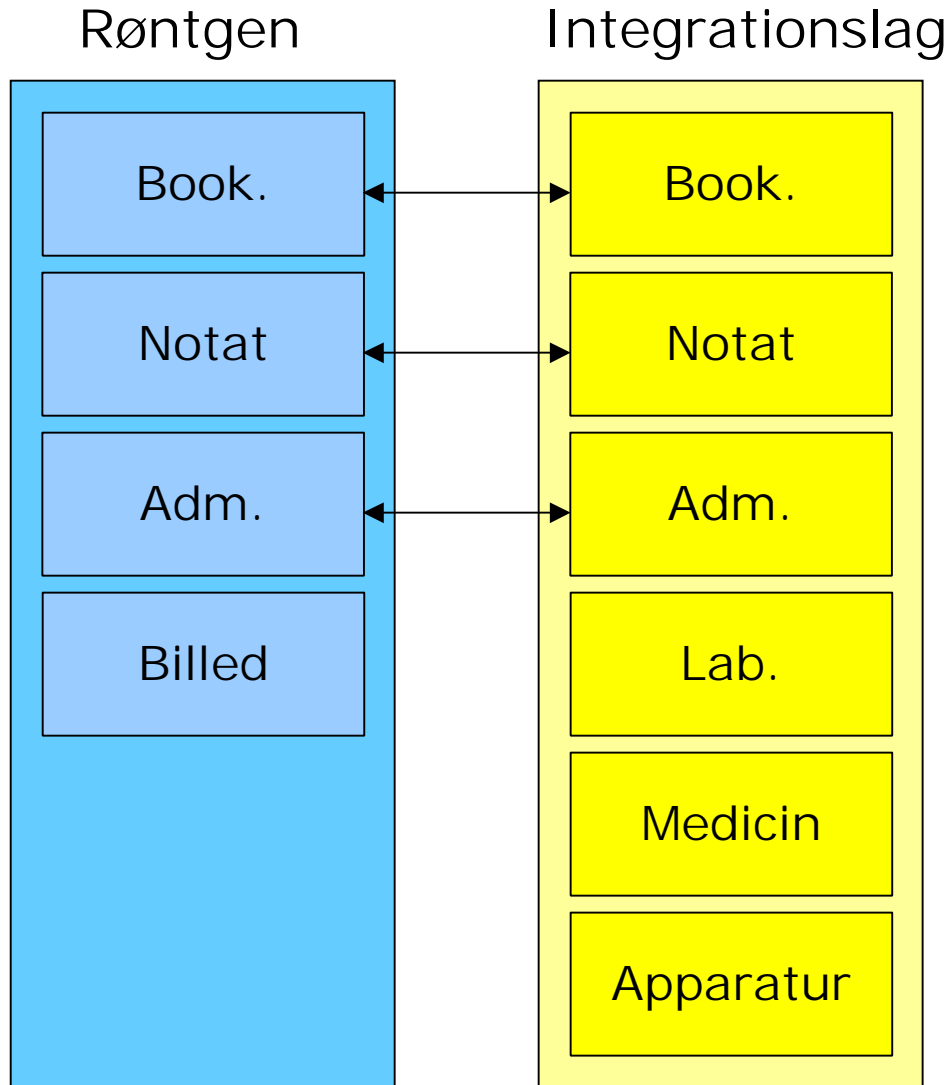 Røntgen
Book.
Notat
Adm.
Billed
Integrationslag
Book.
Notat
Adm.
Lab.
Medicin
Apparatur